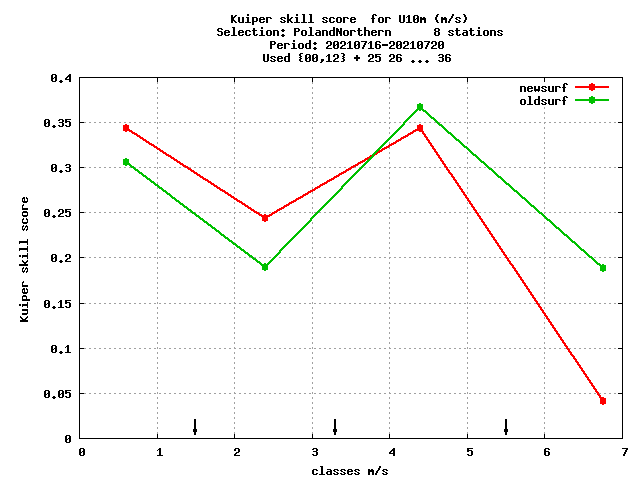 Kuiper skill score  for U10m (m/s)
Selection: PolandNorthern      8 stations
Period: 20210716-20210720
Used {00,12} + 25 26 ... 36
newsurf
oldsurf
0.4
0.35
0.3
0.25
0.2
0.15
0.1
0.05
0
Kuiper skill score
0 1 2 3 4 5 6 7
classes m/s